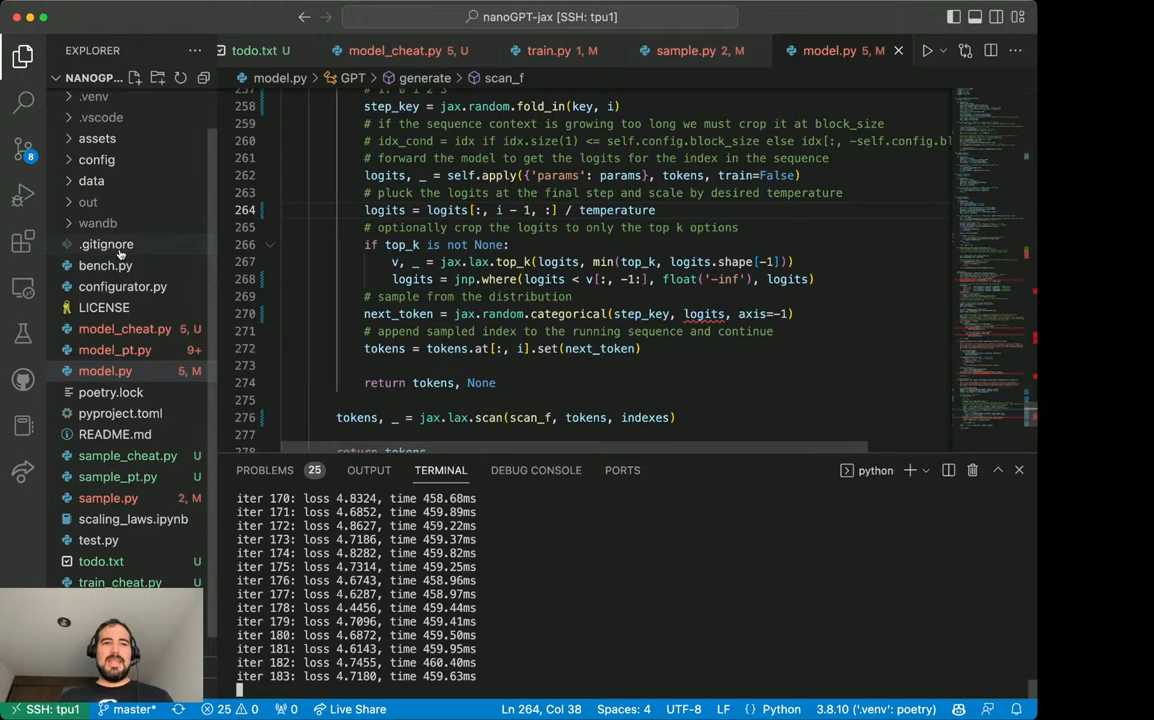 nanoGPT-jax [SSH: tpu1]
EXPLORER
todo.txt U
model_cheat.py 5, U
train.py 1, M
sample.py 2, M
model.py 5, M
NANOGP...
model.py > GPT > generate > scan_f
.venv
.vscode
assets
config
data
out
wandb
.gitignore
bench.py
configurator.py
LICENSE
model_cheat.py 5, U
model_pt.py 9+
model.py 5, M
poetry.lock
pyproject.toml
README.md
sample_cheat.py U
sample_pt.py U
sample.py 2, M
scaling_laws.ipynb
test.py
todo.txt U
train_cheat.py U
8
257 # i: 0 1 2 3
258 step_key = jax.random.fold_in(key, i)
259 # if the sequence context is growing too long we must crop it at block_size
260 # idx_cond = idx if idx.size(1) <= self.config.block_size else idx[:, -self.config.bl
261 # forward the model to get the logits for the index in the sequence
262 logits, _ = self.apply({'params': params}, tokens, train=False)
263 # pluck the logits at the final step and scale by desired temperature
264 logits = logits[:, i - 1, :] / temperature
265 # optionally crop the logits to only the top k options
266 if top_k is not None:
267 v, _ = jax.lax.top_k(logits, min(top_k, logits.shape[-1]))
268 logits = jnp.where(logits < v[:, -1:], float('-inf'), logits)
269 # sample from the distribution
270 next_token = jax.random.categorical(step_key, logits, axis=-1)
271 # append sampled index to the running sequence and continue
272 tokens = tokens.at[:, i].set(next_token)
273
274 return tokens, None
275
276 tokens, _ = jax.lax.scan(scan_f, tokens, indexes)
277
278 return tokens
PROBLEMS 25 OUTPUT TERMINAL DEBUG CONSOLE PORTS
python
iter 170: loss 4.8324, time 458.68ms
iter 171: loss 4.6852, time 459.89ms
iter 172: loss 4.8627, time 459.22ms
iter 173: loss 4.7186, time 459.37ms
iter 174: loss 4.8282, time 459.82ms
iter 175: loss 4.7314, time 459.25ms
iter 176: loss 4.6743, time 458.96ms
iter 177: loss 4.6287, time 458.97ms
iter 178: loss 4.4456, time 459.44ms
iter 179: loss 4.7096, time 459.41ms
iter 180: loss 4.6872, time 459.50ms
iter 181: loss 4.6143, time 459.95ms
iter 182: loss 4.7455, time 460.40ms
iter 183: loss 4.7180, time 459.63ms
SSH: tpu1 master* 25 0 0 Live Share Ln 264, Col 38 Spaces: 4 UTF-8 LF Python 3.8.10 ('.venv': poetry)